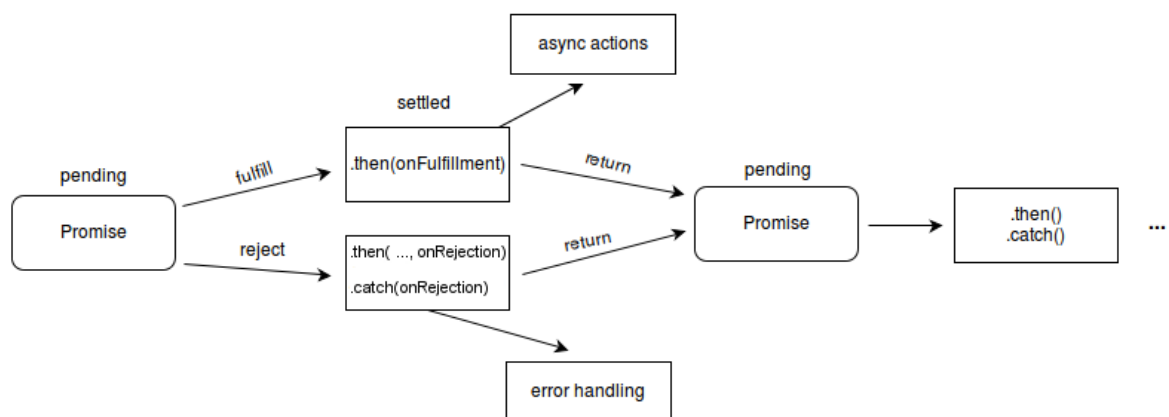 async actions
settled
.then(onFulfillment)
pending
fulfill
Promise
reject
.then( ..., onRejection)
.catch(onRejection)
return
return
pending
Promise
.then()
.catch()
...
error handling